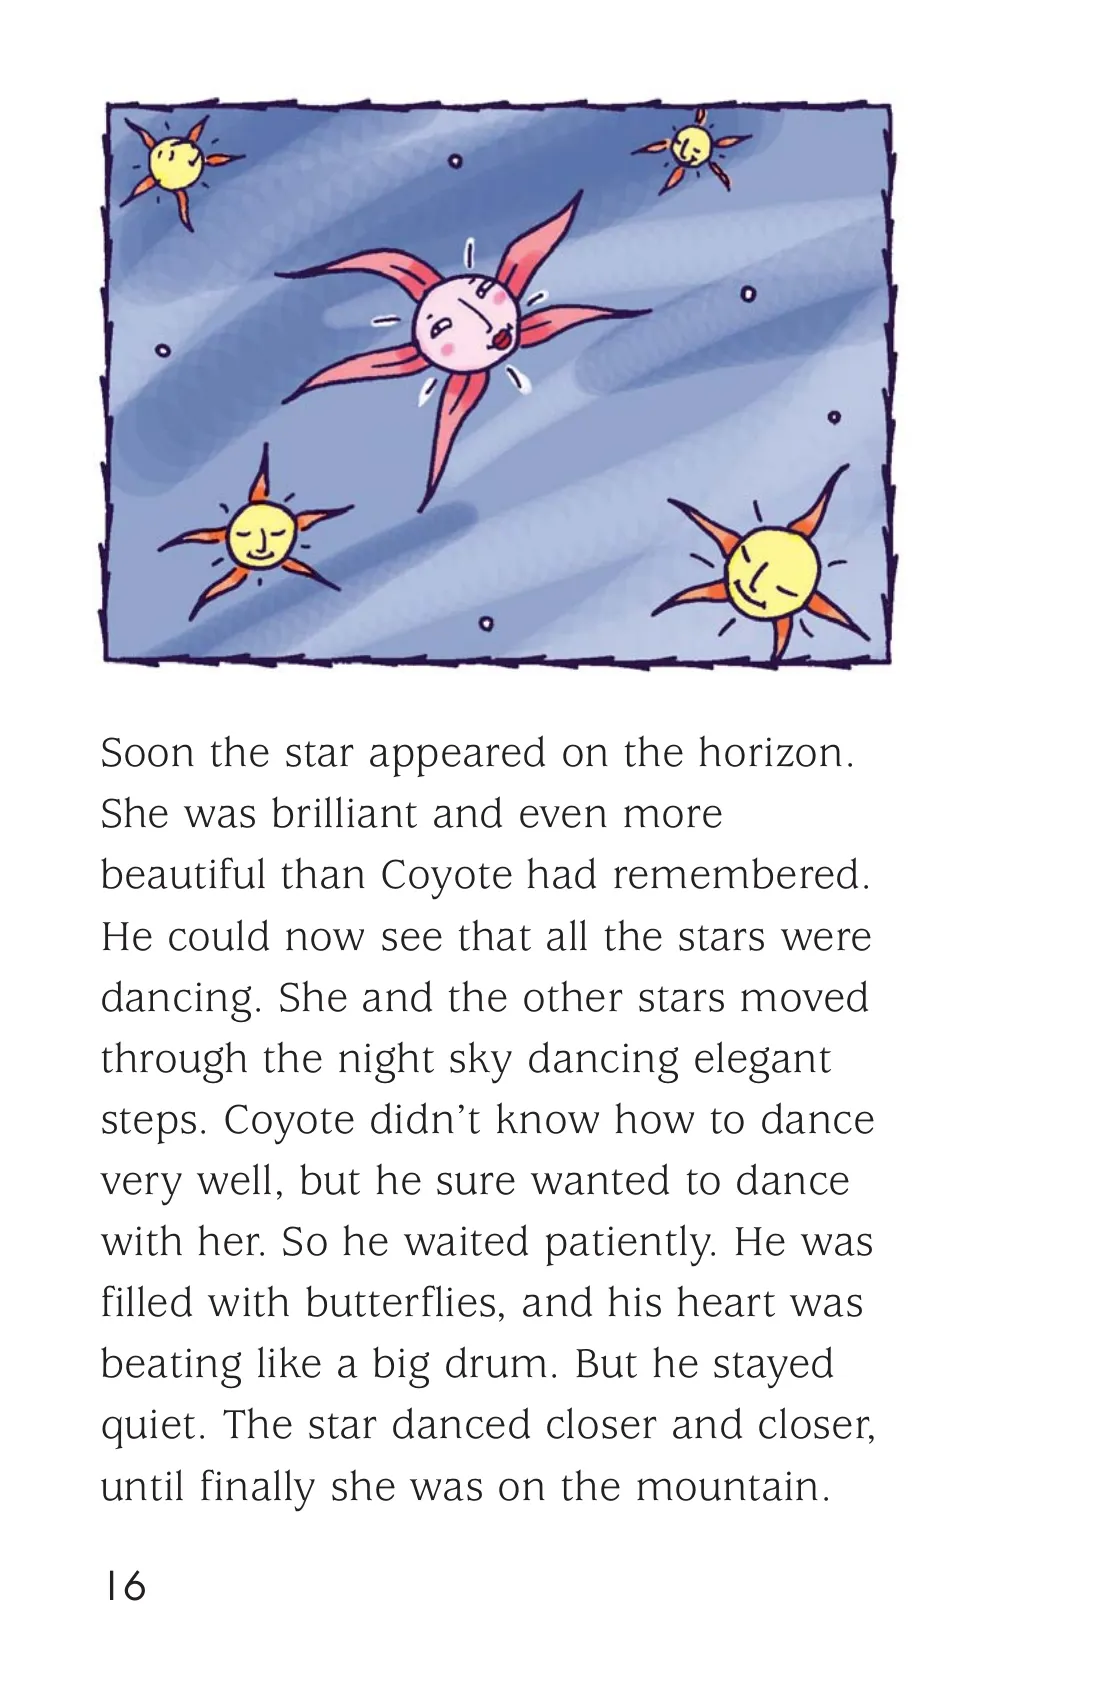 Soon the star appeared on the horizon.
She was brilliant and even more
beautiful than Coyote had remembered.
He could now see that all the stars were
dancing. She and the other stars moved
through the night sky dancing elegant
steps. Coyote didn’t know how to dance
very well, but he sure wanted to dance
with her. So he waited patiently. He was
filled with butterflies, and his heart was
beating like a big drum. But he stayed
quiet. The star danced closer and closer,
until finally she was on the mountain.
16